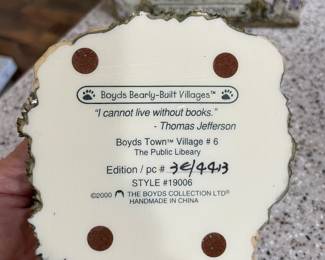 Boyds Bearly-Built Villages™
"I cannot live without books."
- Thomas Jefferson
Boyds Town™ Village # 6
The Public Libeary
Edition / pc # 3E/4413
STYLE #19006
©2000 THE BOYDS COLLECTION LTD®
HANDMADE IN CHINA